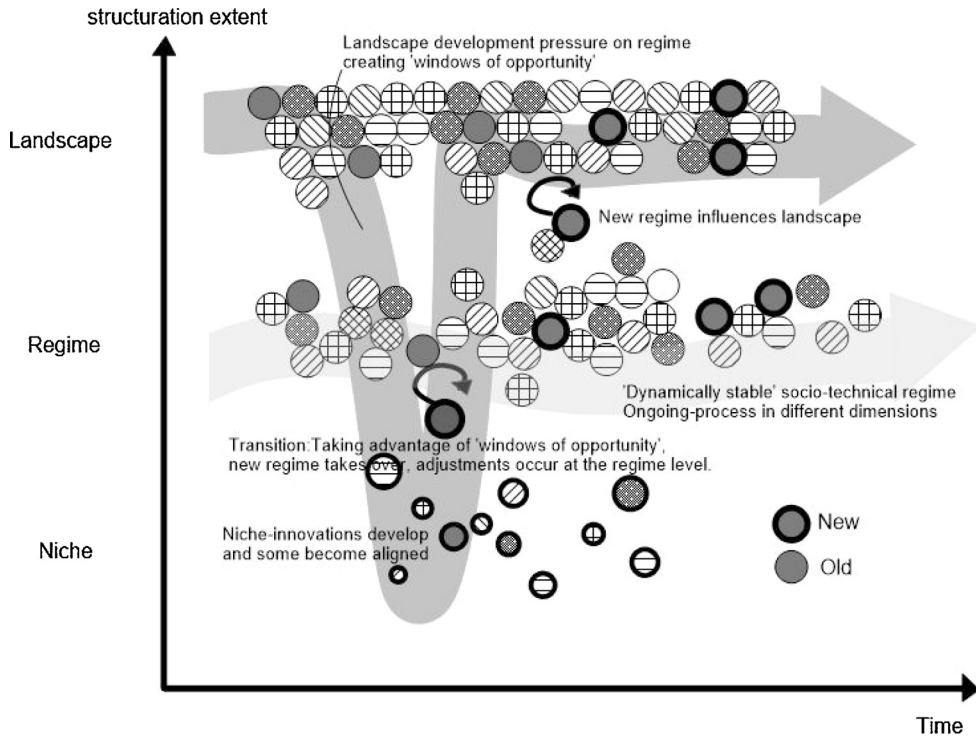 structuration extent
Landscape development pressure on regime
creating 'windows of opportunity'
Landscape
New regime influences landscape
Regime
'Dynamically stable' socio-technical regime
Ongoing-process in different dimensions
Transition:Taking advantage of 'windows of opportunity',
new regime takes over, adjustments occur at the regime level.
Niche-innovations develop
and some become aligned
Niche
New
Old
Time